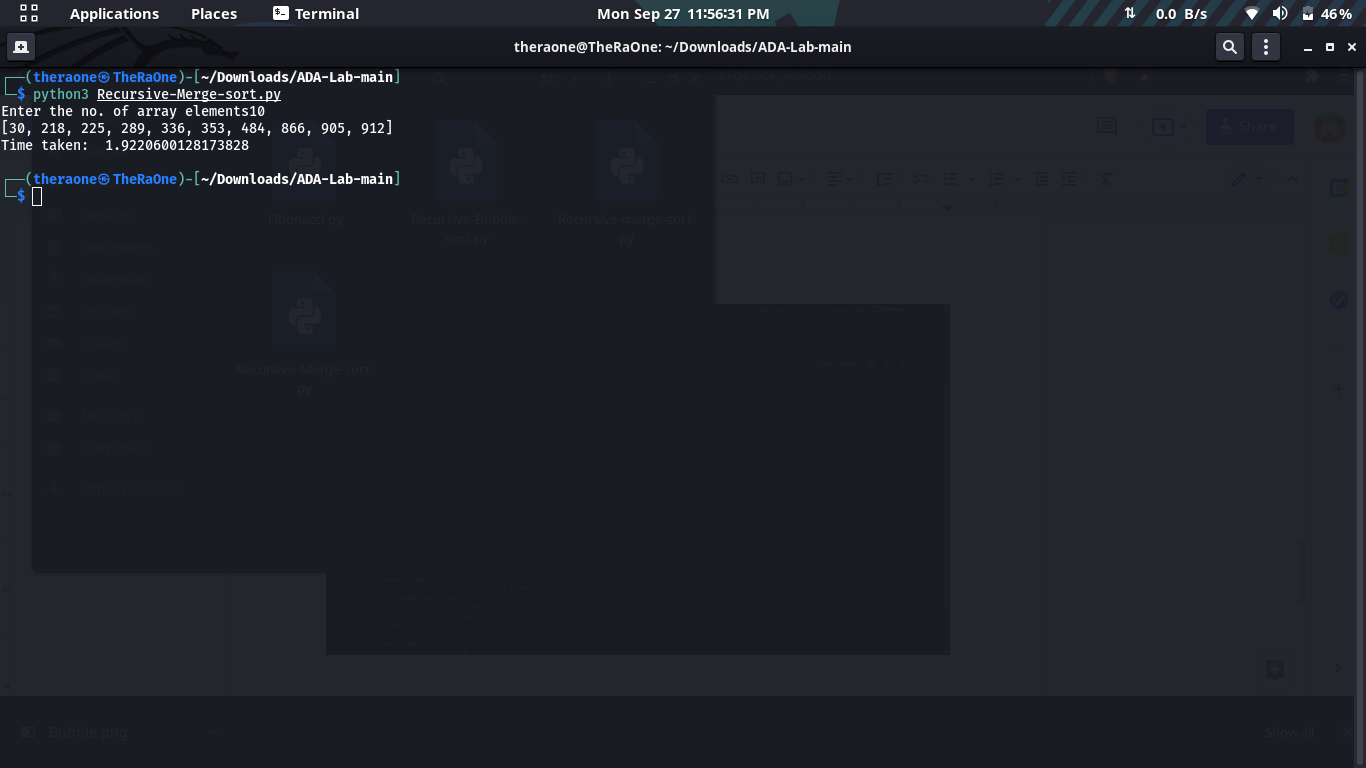 Applications Places Terminal Mon Sep 27 11:56:31 PM 0.0 B/s 46%
theraone@TheRaOne: ~/Downloads/ADA-Lab-main
┌──(theraone㉿TheRaOne)-[~/Downloads/ADA-Lab-main]
└─$ python3 Recursive-Merge-sort.py
Enter the no. of array elements10
[30, 218, 225, 289, 336, 353, 484, 866, 905, 912]
Time taken:  1.9220600128173828
┌──(theraone㉿TheRaOne)-[~/Downloads/ADA-Lab-main]
└─$
Share
Fibonacci.py
Recursive-Bubble-sort.py
Recursive-merge-sort.py
Recursive-Merge-sort.py
Bubble.png
Show all